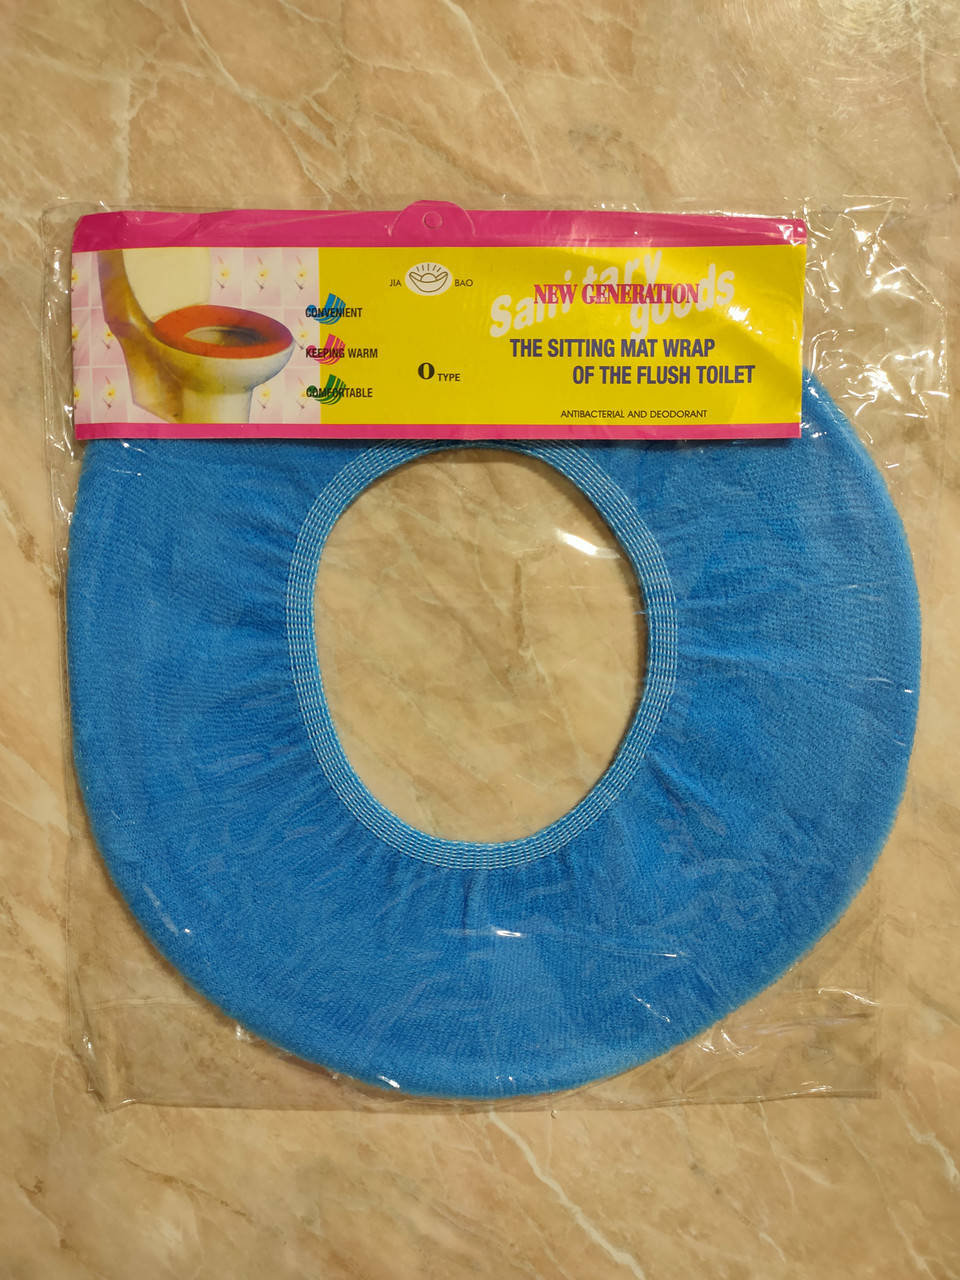 JIA BAO
Sanitary
goods
NEW GENERATION
CONVENIENT
KEEPING WARM
COMFORTABLE
THE SITTING MAT WRAP
OF THE FLUSH TOILET
O TYPE
ANTIBACTERIAL AND DEODORANT